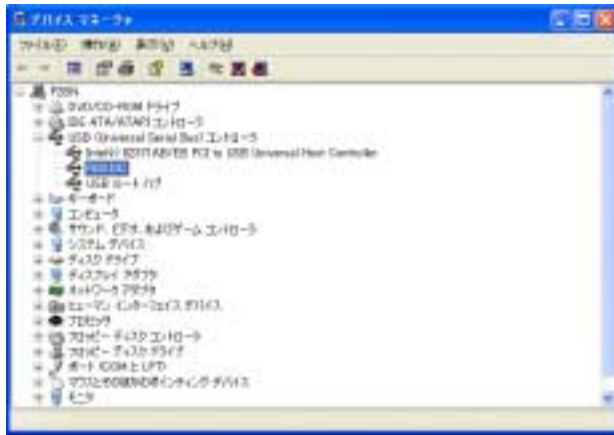 デバイス マネージャ
ファイル(F) 操作(A) 表示(V) ヘルプ(H)
DVD/CD-ROM ドライブ
IDE ATA/ATAPI コントローラ
USB (Universal Serial Bus) コントローラ
Intel(r) 82371AB/EB PCI to USB Universal Host Controller
USB ルート ハブ
キーボード
コンピュータ
サウンド、ビデオ、およびゲーム コントローラ
システム デバイス
ディスク ドライブ
ディスプレイ アダプタ
ネットワーク アダプタ
ヒューマン インターフェイス デバイス
プロセッサ
フロッピー ディスク コントローラ
フロッピー ディスク ドライブ
ポート (COM と LPT)
マウスとそのほかのポインティング デバイス
モニタ